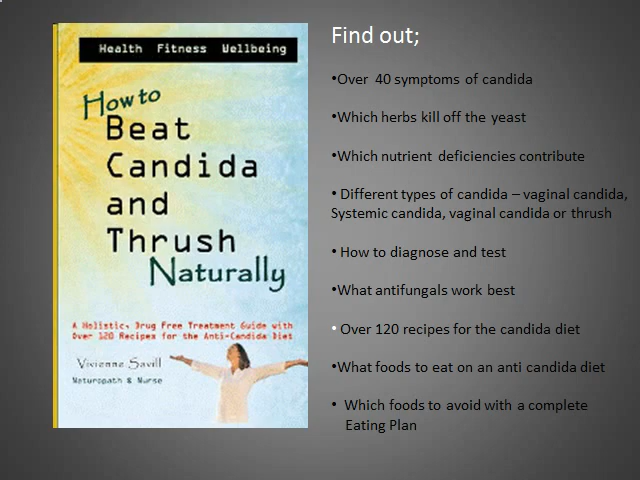 Health Fitness Wellbeing
How to
Beat
Candida
and
Thrush
Naturally
A Holistic, Drug Free Treatment Guide with
Over 120 Recipes for the Anti-Candida Diet
Vivienne Savill
Naturopath & Nurse
Find out;
•Over 40 symptoms of candida
•Which herbs kill off the yeast
•Which nutrient deficiencies contribute
• Different types of candida – vaginal candida,
Systemic candida, vaginal candida or thrush
• How to diagnose and test
•What antifungals work best
• Over 120 recipes for the candida diet
•What foods to eat on an anti candida diet
• Which foods to avoid with a complete
Eating Plan